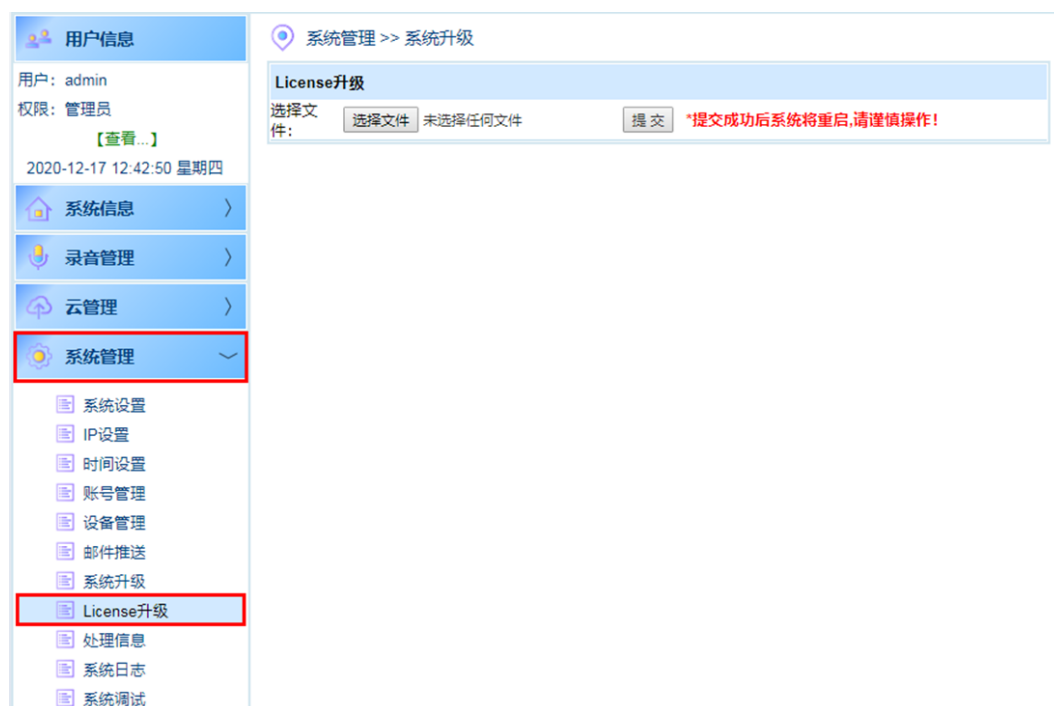 用户信息
用户：admin
权限：管理员
【查看...】
2020-12-17 12:42:50 星期四
系统信息
录音管理
云管理
系统管理
系统设置
IP设置
时间设置
账号管理
设备管理
邮件推送
系统升级
License升级
处理信息
系统日志
系统调试
系统管理 >> 系统升级
License升级
选择文件： 选择文件 未选择任何文件 提 交 *提交成功后系统将重启,请谨慎操作！